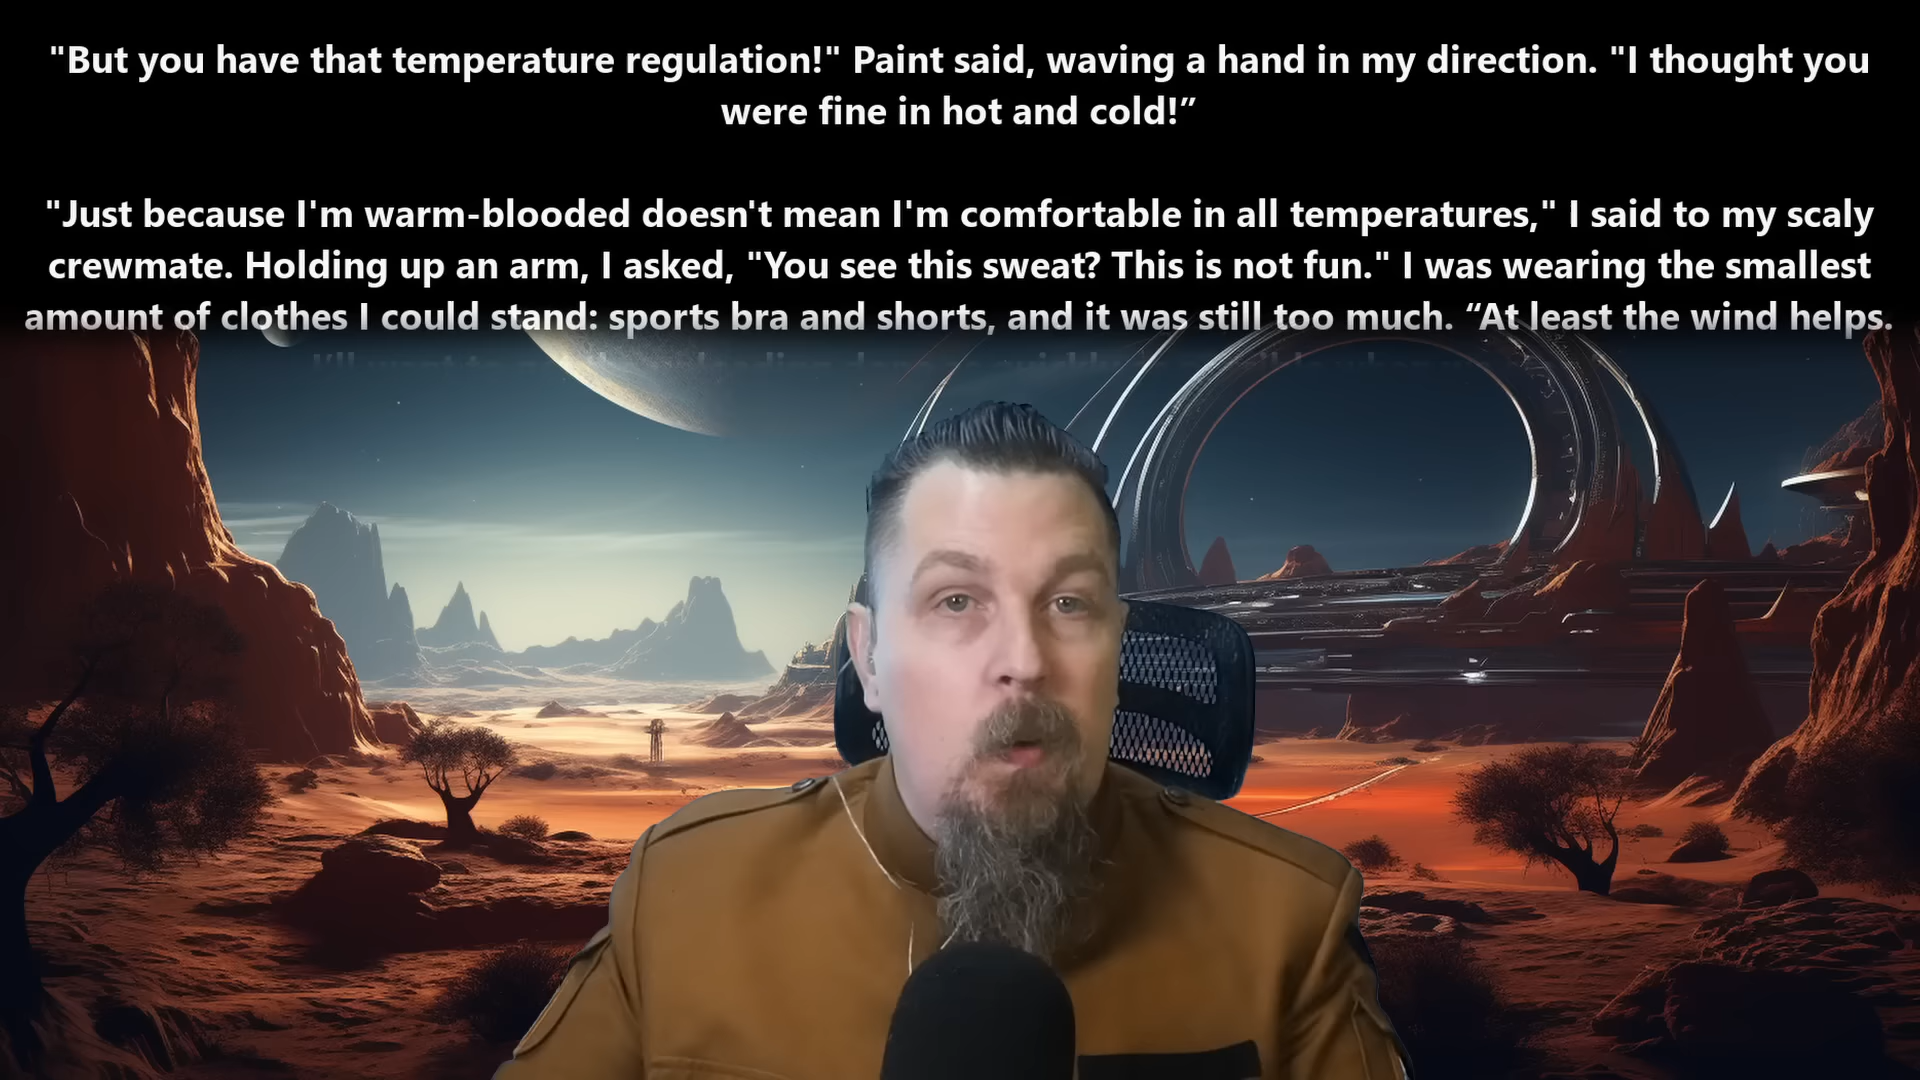 "But you have that temperature regulation!" Paint said, waving a hand in my direction. "I thought you
were fine in hot and cold!”
"Just because I'm warm-blooded doesn't mean I'm comfortable in all temperatures," I said to my scaly
crewmate. Holding up an arm, I asked, "You see this sweat? This is not fun." I was wearing the smallest
amount of clothes I could stand: sports bra and shorts, and it was still too much. “At least the wind helps.